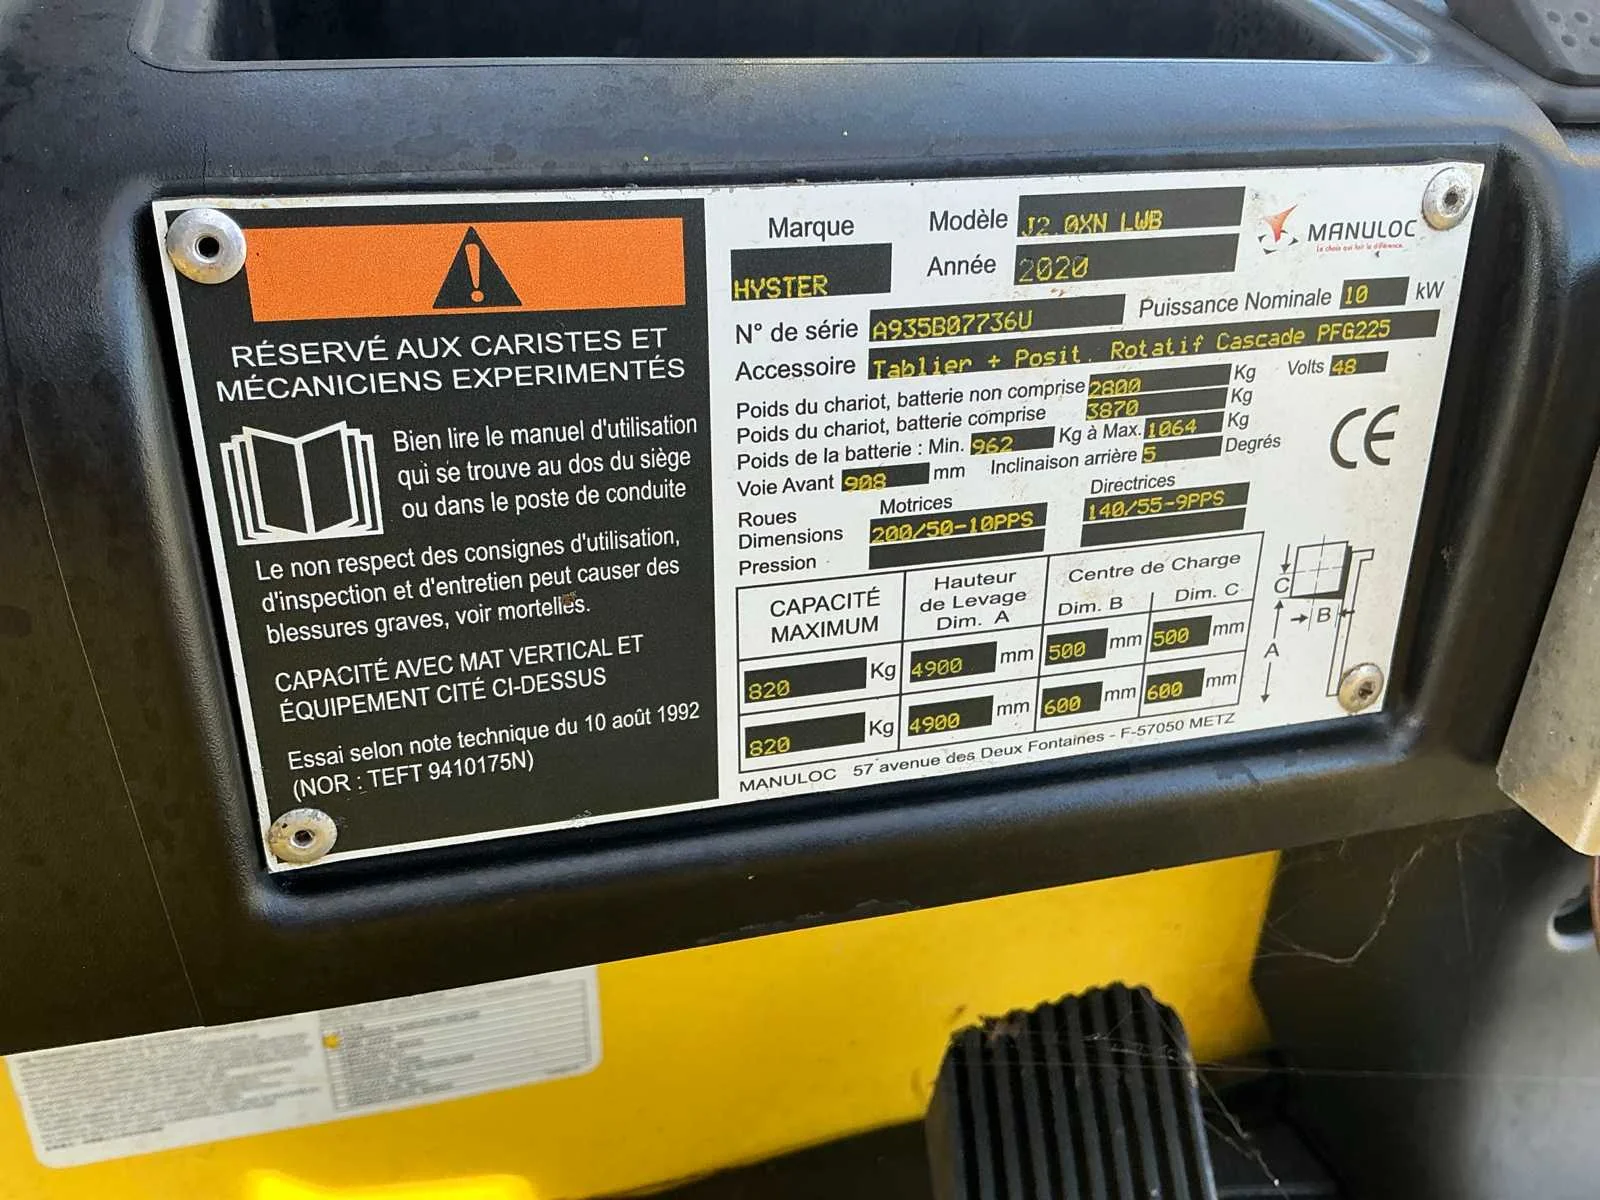 RÉSERVÉ AUX CARISTES ET
MÉCANICIENS EXPERIMENTÉS
Bien lire le manuel d'utilisation
qui se trouve au dos du siège
ou dans le poste de conduite
Le non respect des consignes d'utilisation,
d'inspection et d'entretien peut causer des
blessures graves, voir mortelles.
CAPACITÉ AVEC MAT VERTICAL ET
ÉQUIPEMENT CITÉ CI-DESSUS
Essai selon note technique du 10 août 1992
(NOR : TEFT 9410175N)
Marque
HYSTER
Modèle J2.0XN LWB
Année 2020
MANULOC
Le choix qui fait la différence.
N° de série A935B07736U
Puissance Nominale 10 kW
Accessoire Tablier + Posit. Rotatif Cascade PFG225
Poids du chariot, batterie non comprise 2800 Kg
Volts 48
Poids du chariot, batterie comprise 3870 Kg
Poids de la batterie : Min. 962 Kg à Max. 1064 Kg
Voie Avant 908 mm Inclinaison arrière 5 Degrés
CE
Motrices Directrices
Roues
Dimensions 200/50-10PPS 140/55-9PPS
Pression
CAPACITÉ
MAXIMUM
Hauteur
de Levage
Dim. A
Centre de Charge
Dim. B Dim. C
820 Kg 4900 mm 500 mm 500 mm
820 Kg 4900 mm 600 mm 600 mm
C
B
A
MANULOC 57 avenue des Deux Fontaines - F-57050 METZ